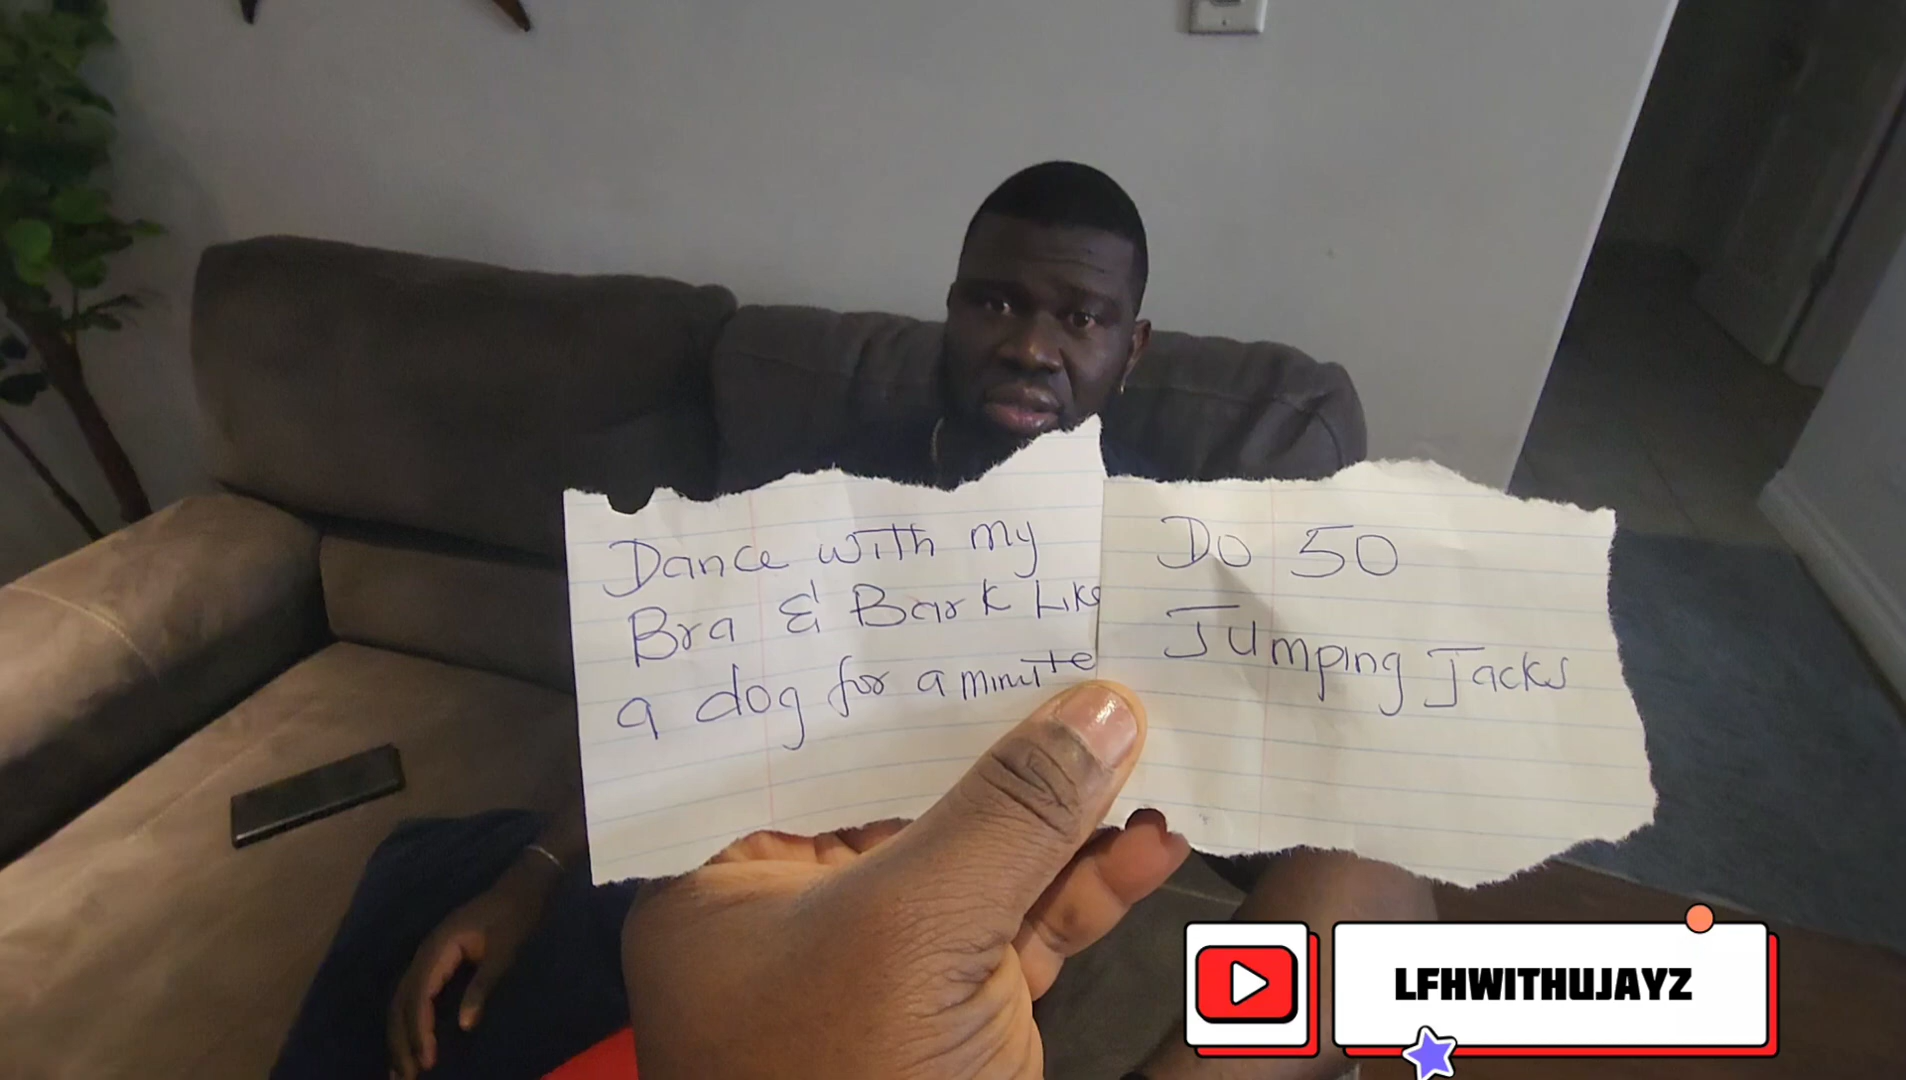 Dance with my
Bra & Bark Like
a dog for a minute
Do 50
Jumping Jacks
LFHWITHUJAYZ